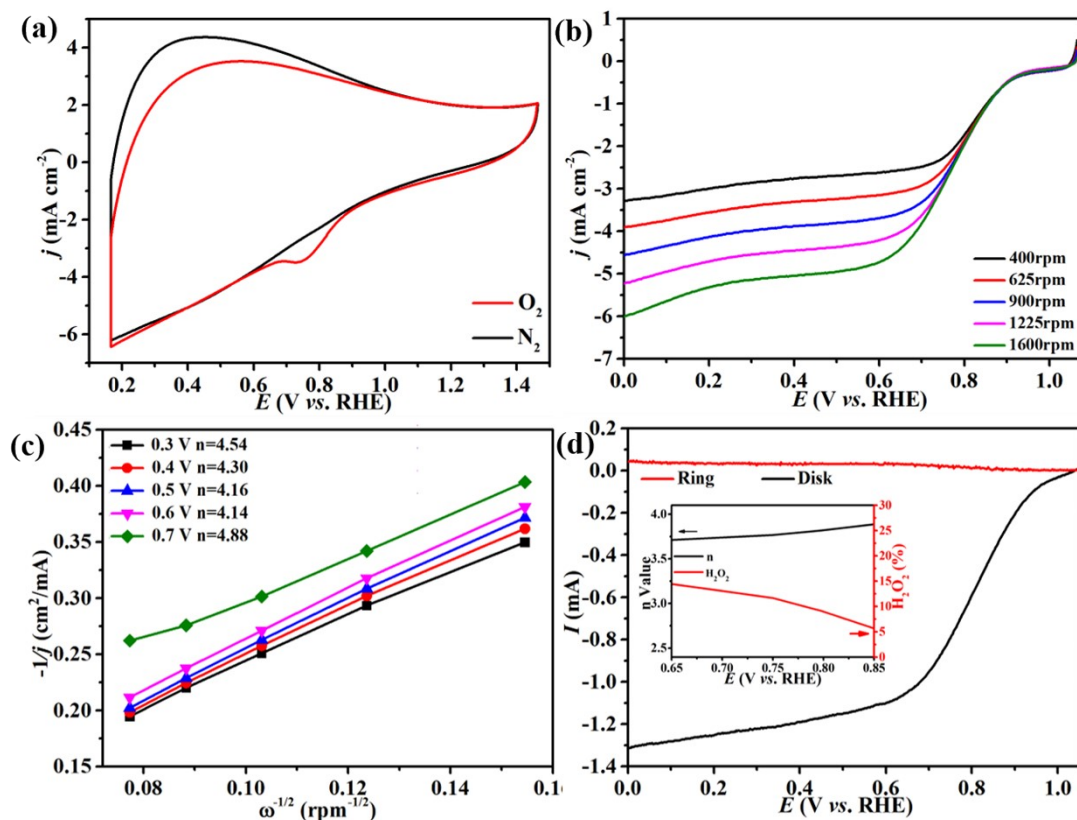 (a)
4
2
0
-2
-4
-6
j (mA cm-2)
O2
N2
0.2 0.4 0.6 0.8 1.0 1.2 1.4
E (V vs. RHE)
(b)
0
-1
-2
-3
-4
-5
-6
-7
j (mA cm-2)
400rpm
625rpm
900rpm
1225rpm
1600rpm
0.0 0.2 0.4 0.6 0.8 1.0
E (V vs. RHE)
(c)
0.45
0.40
0.35
0.30
0.25
0.20
0.15
-1/j (cm2/mA)
0.3 V n=4.54
0.4 V n=4.30
0.5 V n=4.16
0.6 V n=4.14
0.7 V n=4.88
0.08 0.10 0.12 0.14 0.16
ω-1/2 (rpm-1/2)
(d)
0.2
0.0
-0.2
-0.4
-0.6
-0.8
-1.0
-1.2
-1.4
I (mA)
Ring Disk
4.0
3.5
3.0
2.5
n Value
n
H2O2
30
25
20
15
10
5
0
H2O2 (%)
0.65 0.70 0.75 0.80 0.85
E (V vs. RHE)
0.0 0.2 0.4 0.6 0.8 1.0
E (V vs. RHE)